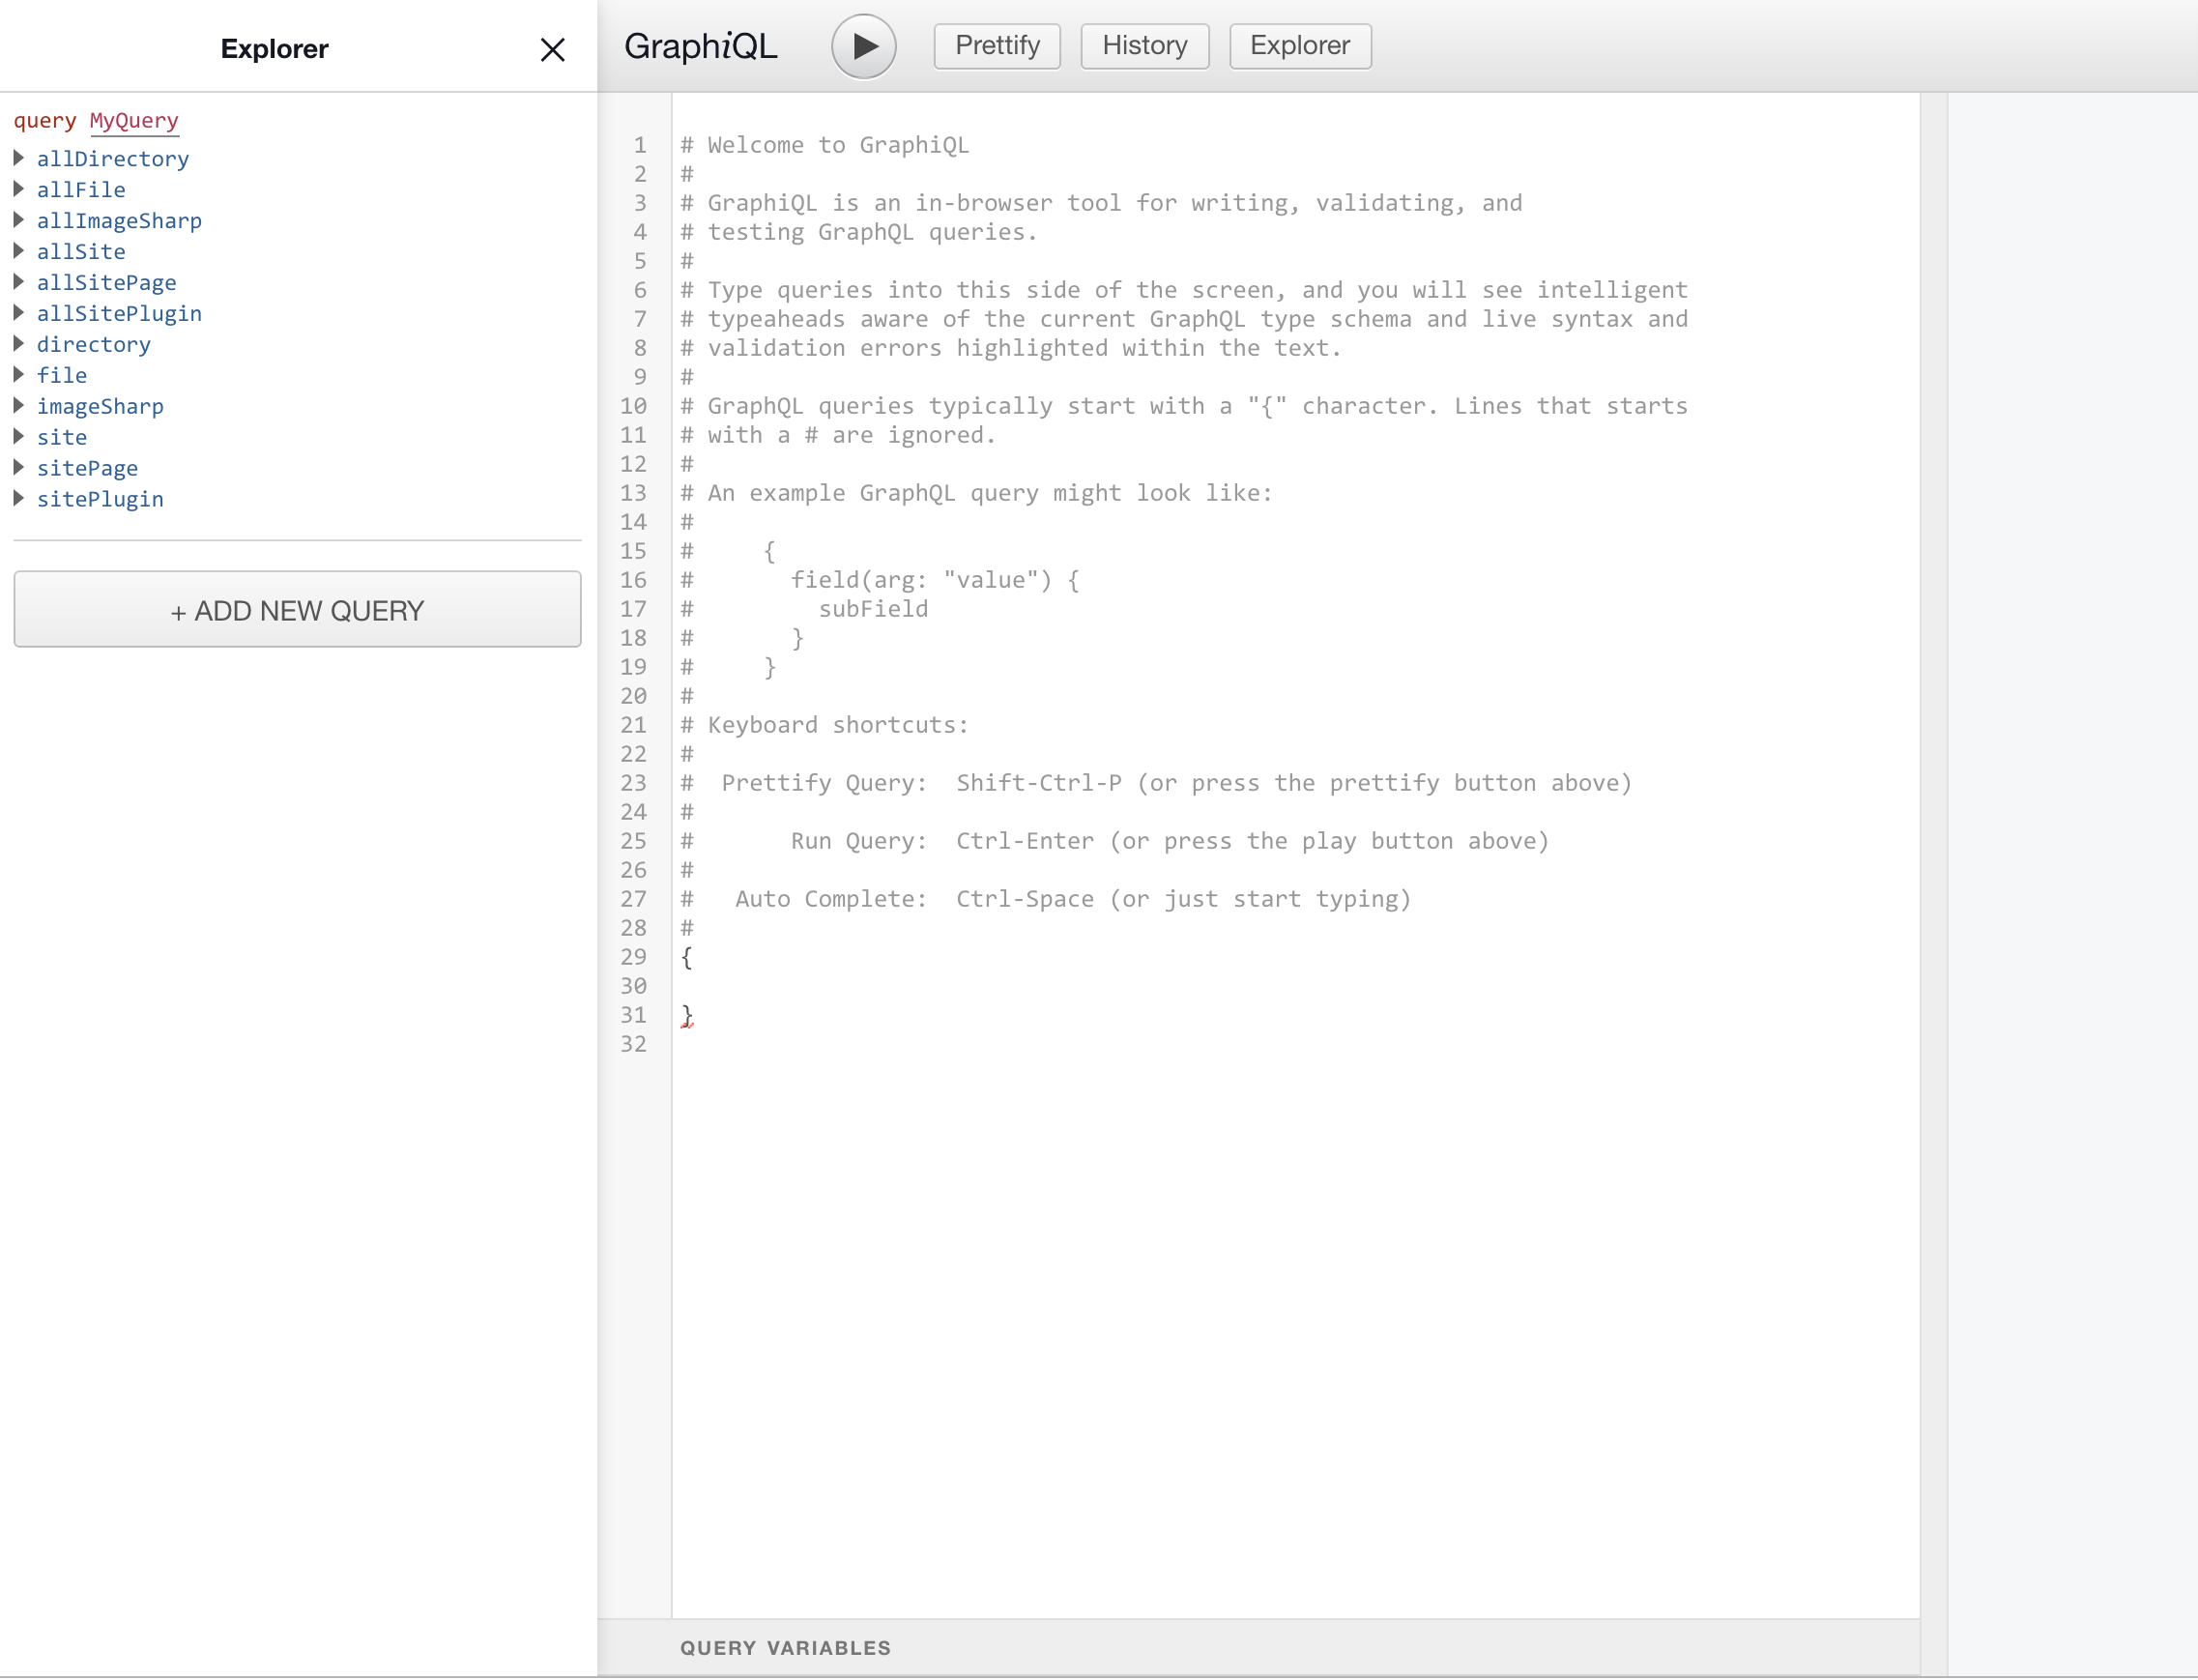 Explorer
query MyQuery
allDirectory
allFile
allImageSharp
allSite
allSitePage
allSitePlugin
directory
file
imageSharp
site
sitePage
sitePlugin
+ ADD NEW QUERY
GraphiQL
Prettify
History
Explorer
1 # Welcome to GraphiQL
2 #
3 # GraphiQL is an in-browser tool for writing, validating, and
4 # testing GraphQL queries.
5 #
6 # Type queries into this side of the screen, and you will see intelligent
7 # typeaheads aware of the current GraphQL type schema and live syntax and
8 # validation errors highlighted within the text.
9 #
10 # GraphQL queries typically start with a "{" character. Lines that starts
11 # with a # are ignored.
12 #
13 # An example GraphQL query might look like:
14 #
15 #     {
16 #       field(arg: "value") {
17 #         subField
18 #       }
19 #     }
20 #
21 # Keyboard shortcuts:
22 #
23 #  Prettify Query:  Shift-Ctrl-P (or press the prettify button above)
24 #
25 #       Run Query:  Ctrl-Enter (or press the play button above)
26 #
27 #   Auto Complete:  Ctrl-Space (or just start typing)
28 #
29 {
30
31 }
32
QUERY VARIABLES